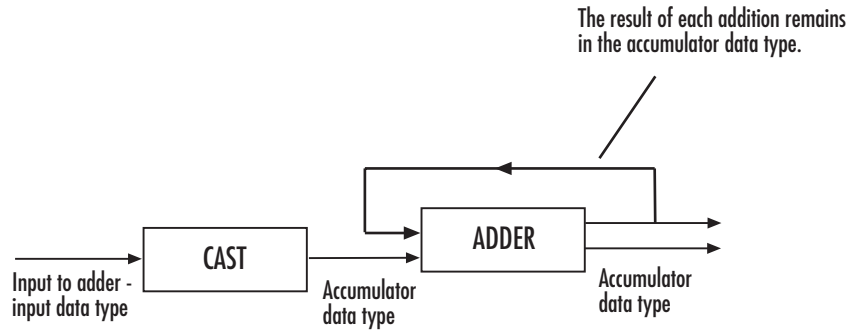 The result of each addition remains
in the accumulator data type.
CAST
ADDER
Input to adder -
input data type
Accumulator
data type
Accumulator
data type